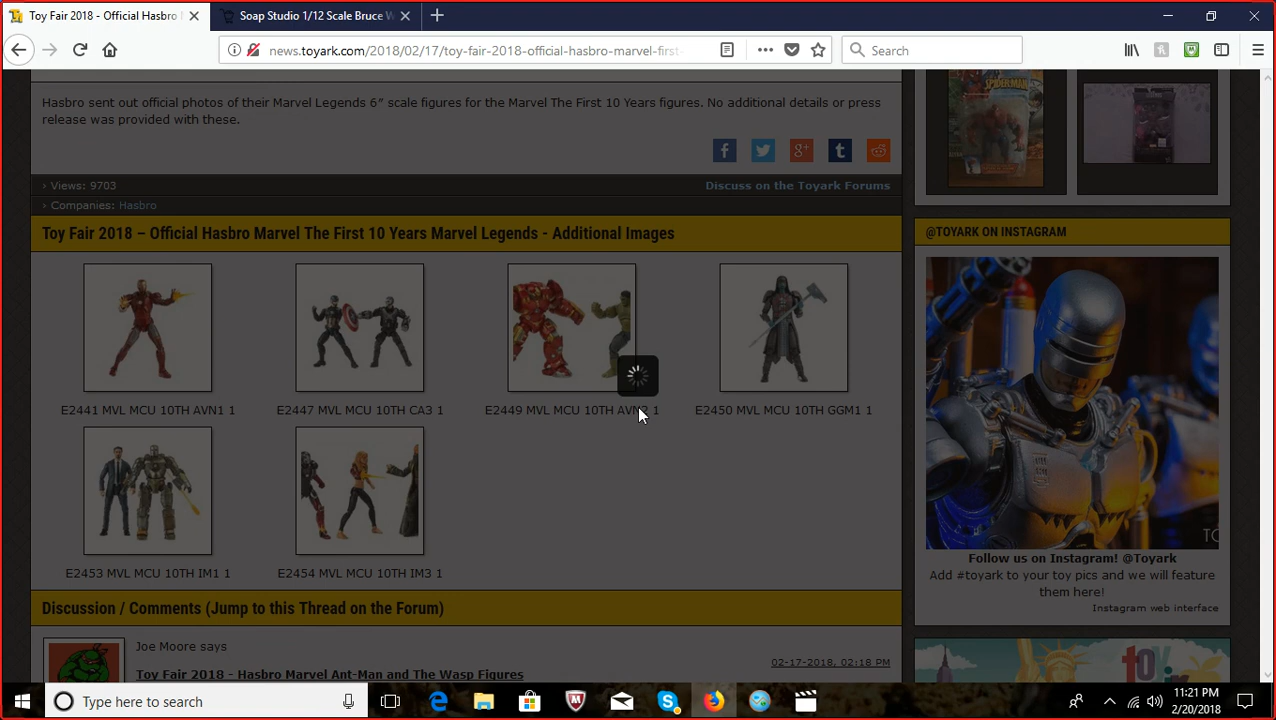 Toy Fair 2018 - Official Hasbro
Soap Studio 1/12 Scale Bruce W
news.toyark.com/2018/02/17/toy-fair-2018-official-hasbro-marvel-first-
Search
Hasbro sent out official photos of their Marvel Legends 6" scale figures for the Marvel The First 10 Years figures. No additional details or press
release was provided with these.
› Views: 9703
Discuss on the Toyark Forums
› Companies: Hasbro
Toy Fair 2018 – Official Hasbro Marvel The First 10 Years Marvel Legends - Additional Images
E2441 MVL MCU 10TH AVN1 1
E2447 MVL MCU 10TH CA3 1
E2449 MVL MCU 10TH 1
E2450 MVL MCU 10TH GGM1 1
E2453 MVL MCU 10TH IM1 1
E2454 MVL MCU 10TH IM3 1
Discussion / Comments (Jump to this Thread on the Forum)
Joe Moore says
02-17-2018, 02:18 PM
Toy Fair 2018 - Hasbro Marvel Ant-Man and The Wasp Figures
SPIDER-MAN
@TOYARK ON INSTAGRAM
Follow us on Instagram! @Toyark
Add #toyark to your toy pics and we will feature
them here!
Instagram web interface
toy
Type here to search
11:21 PM
2/20/2018